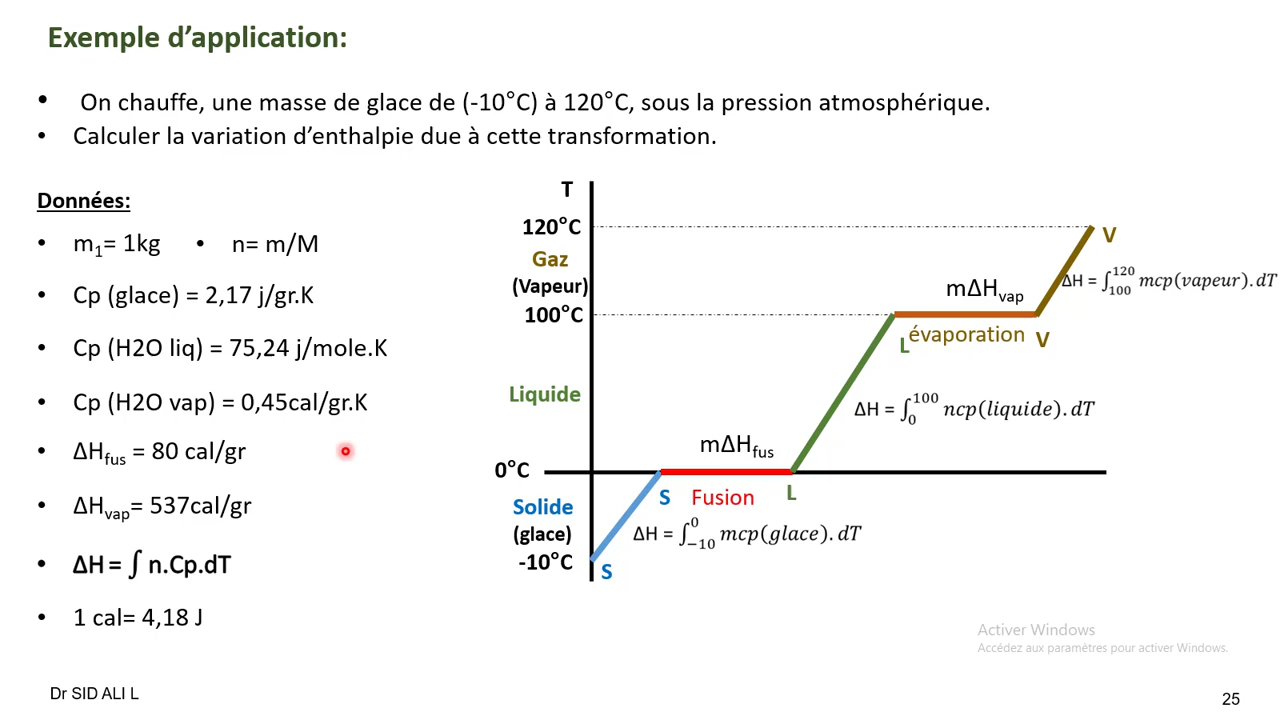 Exemple d’application:
• On chauffe, une masse de glace de (-10°C) à 120°C, sous la pression atmosphérique.
• Calculer la variation d’enthalpie due à cette transformation.
Données:
• m₁= 1kg • n= m/M
• Cp (glace) = 2,17 j/gr.K
• Cp (H2O liq) = 75,24 j/mole.K
• Cp (H2O vap) = 0,45cal/gr.K
• ΔHfus = 80 cal/gr
• ΔHvap= 537cal/gr
• ΔH = ∫ n.Cp.dT
• 1 cal= 4,18 J
T
120°C
V
Gaz
(Vapeur)
ΔH = ∫₁₀₀¹²⁰ mcp(vapeur).dT
mΔHvap
100°C
L évaporation V
Liquide
ΔH = ∫₀¹⁰⁰ ncp(liquide).dT
mΔHfus
0°C
S Fusion L
Solide
(glace)
ΔH = ∫₋₁₀⁰ mcp(glace).dT
-10°C
S
Activer Windows
Accédez aux paramètres pour activer Windows.
Dr SID ALI L
25